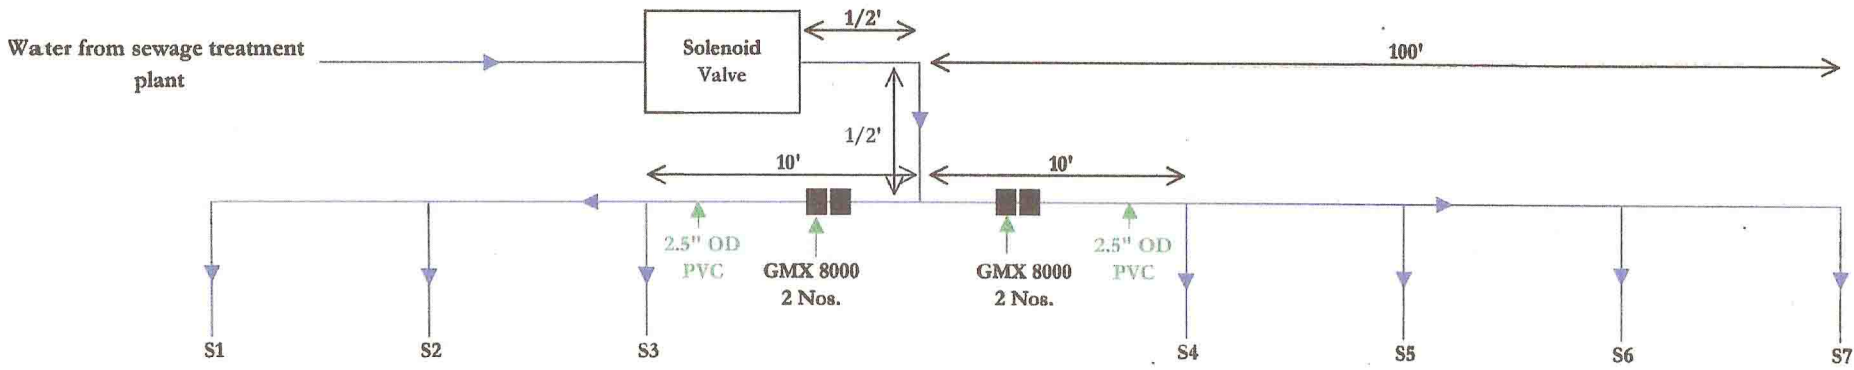 Water from sewage treatment
plant
Solenoid
Valve
1/2'
100'
1/2'
10'
10'
2.5" OD
PVC
GMX 8000
2 Nos.
GMX 8000
2 Nos.
2.5" OD
PVC
S1
S2
S3
S4
S5
S6
S7